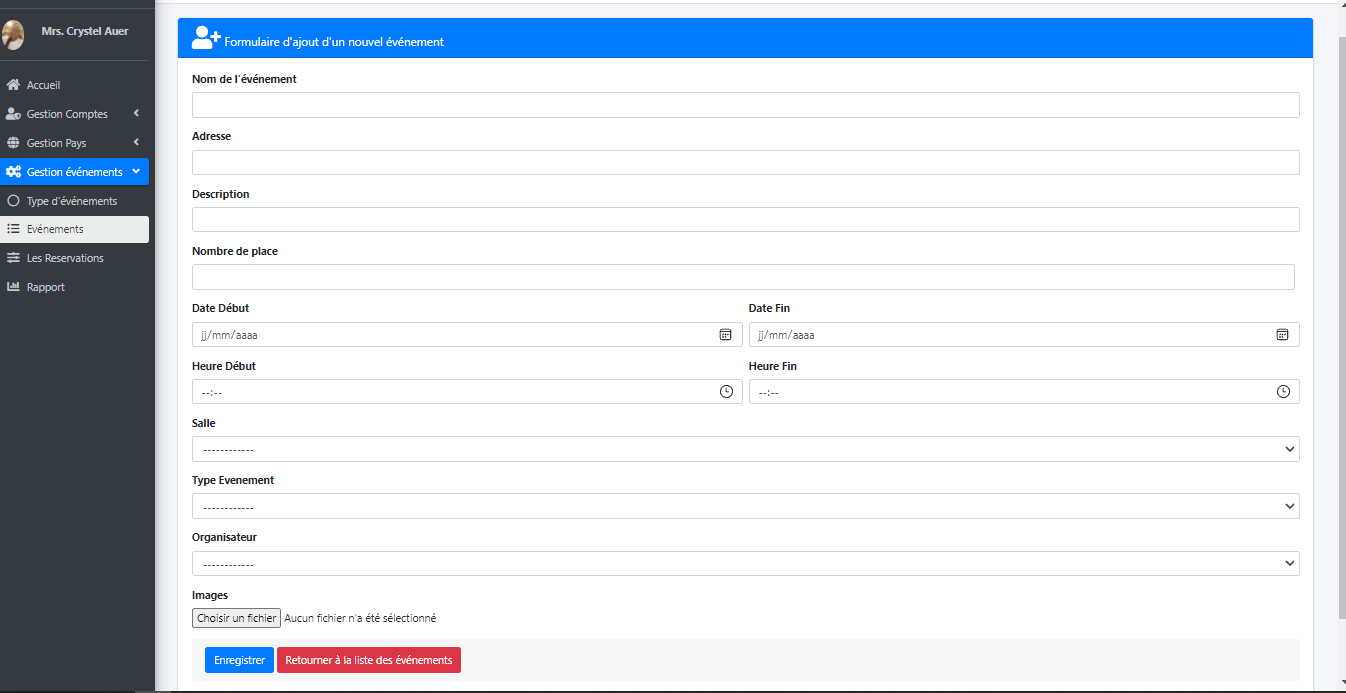 Mrs. Crystel Auer
Accueil
Gestion Comptes
Gestion Pays
Gestion événements
Type d'événements
Evénements
Les Reservations
Rapport
Formulaire d'ajout d'un nouvel événement
Nom de l'événement
Adresse
Description
Nombre de place
Date Début Date Fin
jj/mm/aaaa jj/mm/aaaa
Heure Début Heure Fin
--:-- --:--
Salle
------------
Type Evenement
------------
Organisateur
------------
Images
Choisir un fichier Aucun fichier n'a été sélectionné
Enregistrer Retourner à la liste des événements